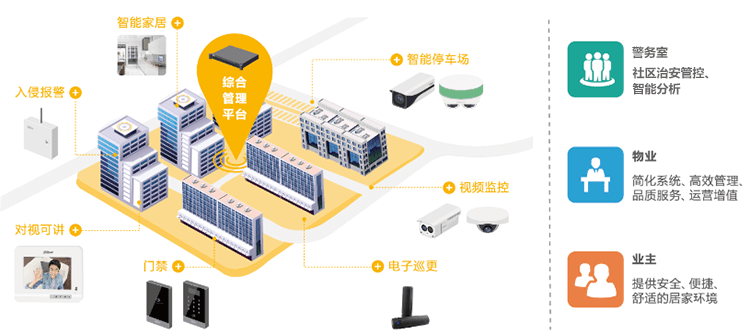 智能家居
综合
管理
平台
智能停车场
入侵报警
视频监控
对视可讲
门禁
电子巡更
警务室
社区治安管控、
智能分析
物业
简化系统、高效管理、
品质服务、运营增值
业主
提供安全、便捷、
舒适的居家环境